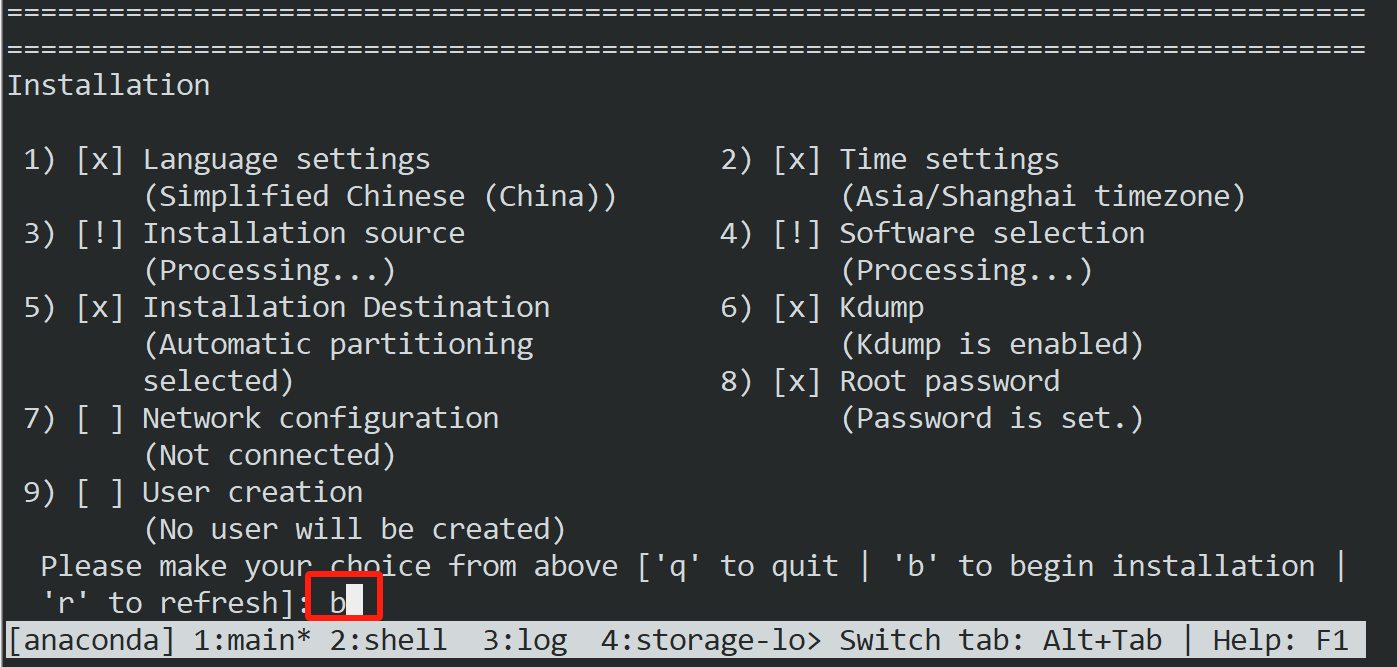 ================================================================================
================================================================================
Installation
1) [x] Language settings 2) [x] Time settings
(Simplified Chinese (China)) (Asia/Shanghai timezone)
3) [!] Installation source 4) [!] Software selection
(Processing...) (Processing...)
5) [x] Installation Destination 6) [x] Kdump
(Automatic partitioning (Kdump is enabled)
selected) 8) [x] Root password
7) [ ] Network configuration (Password is set.)
(Not connected)
9) [ ] User creation
(No user will be created)
Please make your choice from above ['q' to quit | 'b' to begin installation |
'r' to refresh]: b
[anaconda] 1:main* 2:shell 3:log 4:storage-lo> Switch tab: Alt+Tab | Help: F1